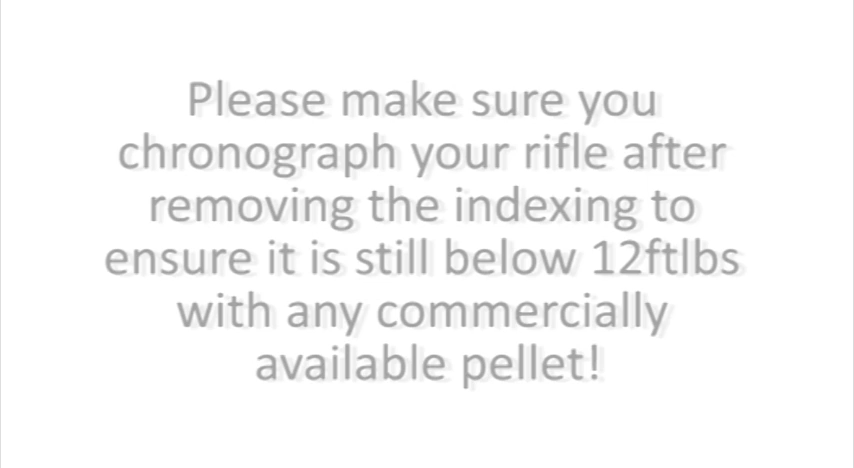 Please make sure you
chronograph your rifle after
removing the indexing to
ensure it is still below 12ftlbs
with any commercially
available pellet!